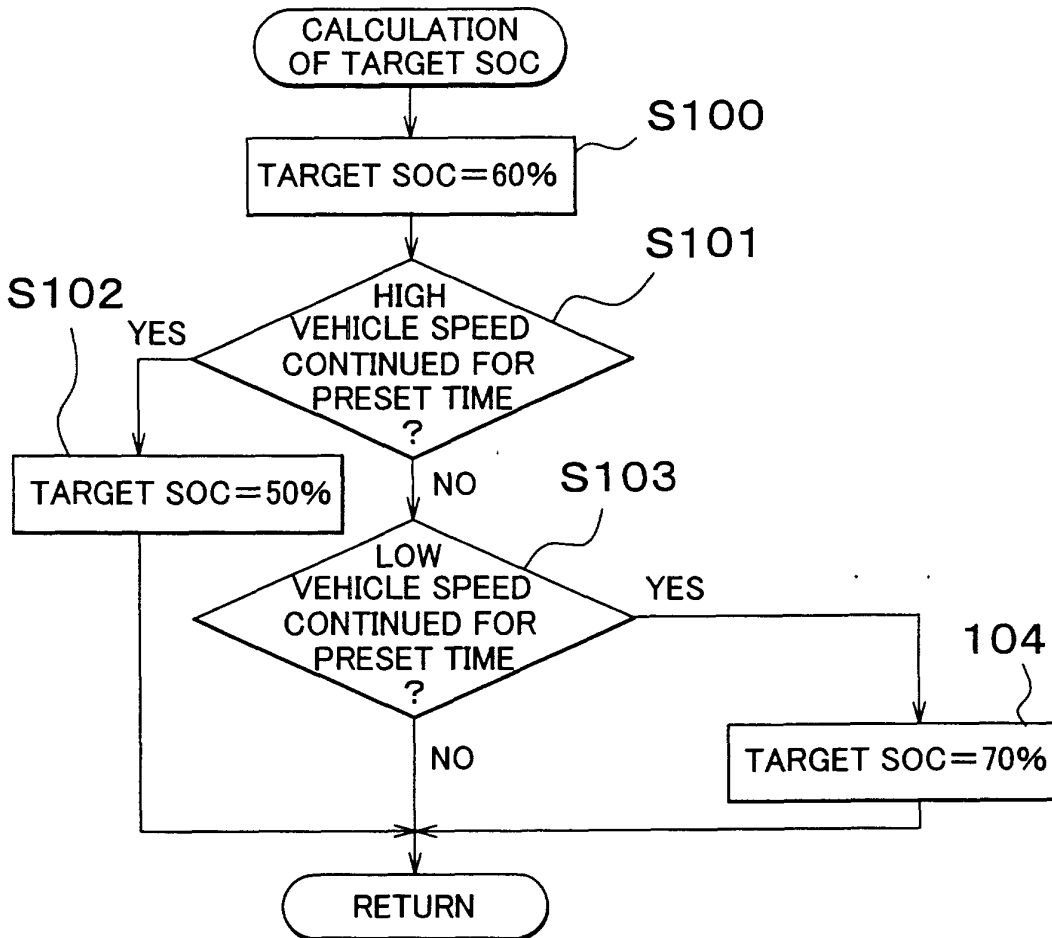 CALCULATION
OF TARGET SOC
S100
TARGET SOC=60%
S101
HIGH
VEHICLE SPEED
CONTINUED FOR
PRESET TIME
?
S102
YES
TARGET SOC=50%
NO
S103
LOW
VEHICLE SPEED
CONTINUED FOR
PRESET TIME
?
YES
104
TARGET SOC=70%
NO
RETURN